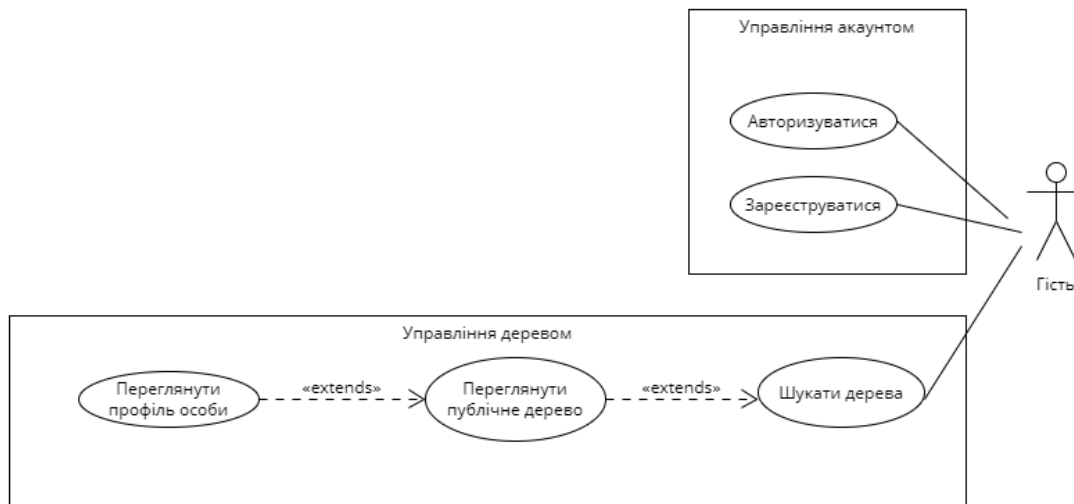 Управління акаунтом
Авторизуватися
Зареєструватися
Гість
Управління деревом
Переглянути
профіль особи
«extends»
Переглянути
публічне дерево
«extends»
Шукати дерева